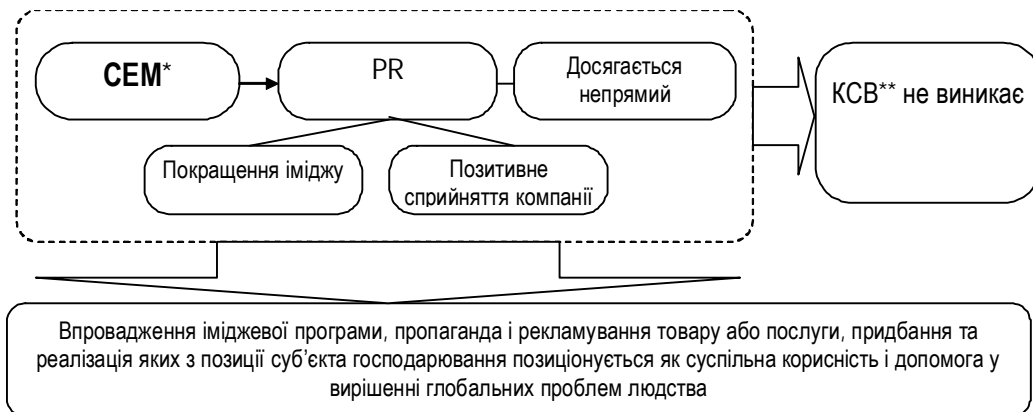 СЕМ*
PR
Досягається
непрямий
КСВ** не виникає
Покращення іміджу
Позитивне
сприйняття компанії
Впровадження іміджевої програми, пропаганда і рекламування товару або послуги, придбання та
реалізація яких з позиції суб’єкта господарювання позиціонується як суспільна корисність і допомога у
вирішенні глобальних проблем людства